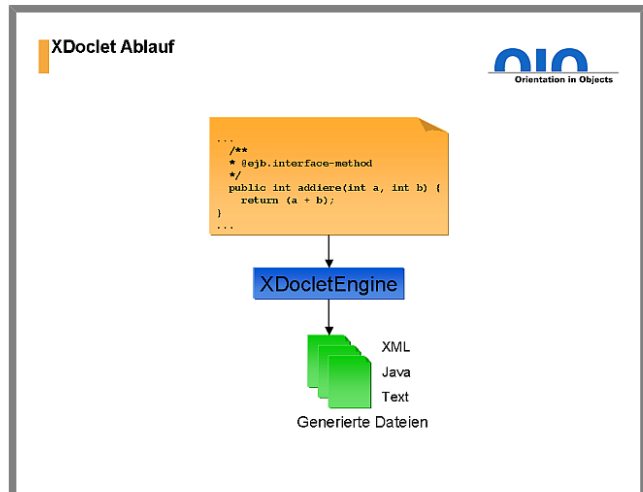 XDoclet Ablauf
OIO
Orientation in Objects
...
/**
* @ejb.interface-method
*/
public int addiere(int a, int b) {
return (a + b);
}
...
XDocletEngine
XML
Java
Text
Generierte Dateien